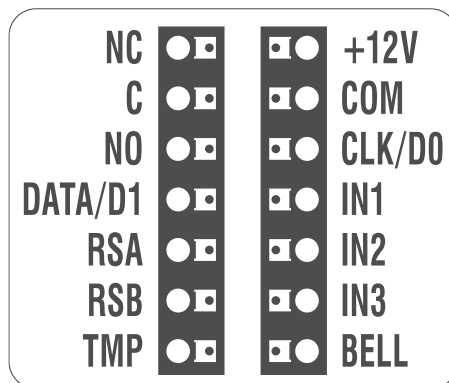 NC +12V
C COM
NO CLK/D0
DATA/D1 IN1
RSA IN2
RSB IN3
TMP BELL